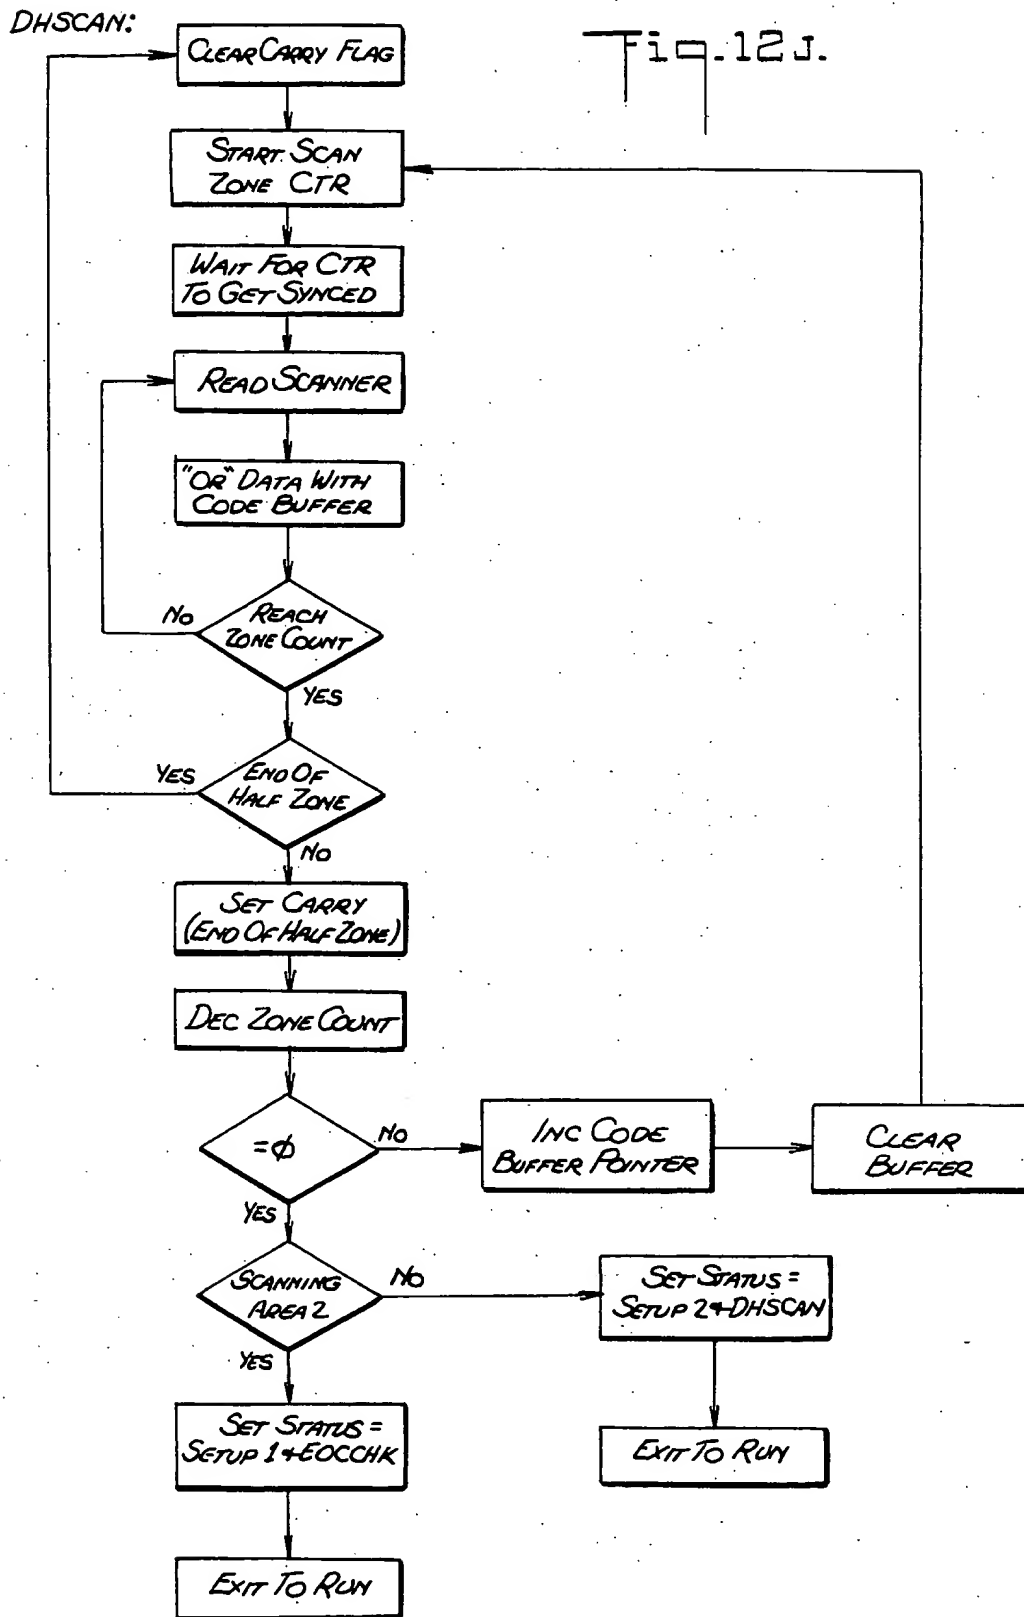 DHSCAN:
Fig. 12J.
CLEAR CARRY FLAG
START SCAN
ZONE CTR
WAIT FOR CTR
TO GET SYNCED
READ SCANNER
"OR" DATA WITH
CODE BUFFER
NO
REACH
ZONE COUNT
YES
YES
END OF
HALF ZONE
NO
SET CARRY
(END OF HALF ZONE)
DEC ZONE COUNT
=φ
NO
INC CODE
BUFFER POINTER
CLEAR
BUFFER
YES
SCANNING
AREA 2
NO
SET STATUS =
SETUP 2+DHSCAN
YES
SET STATUS =
SETUP 1+EOCCHK
EXIT TO RUN
EXIT TO RUN